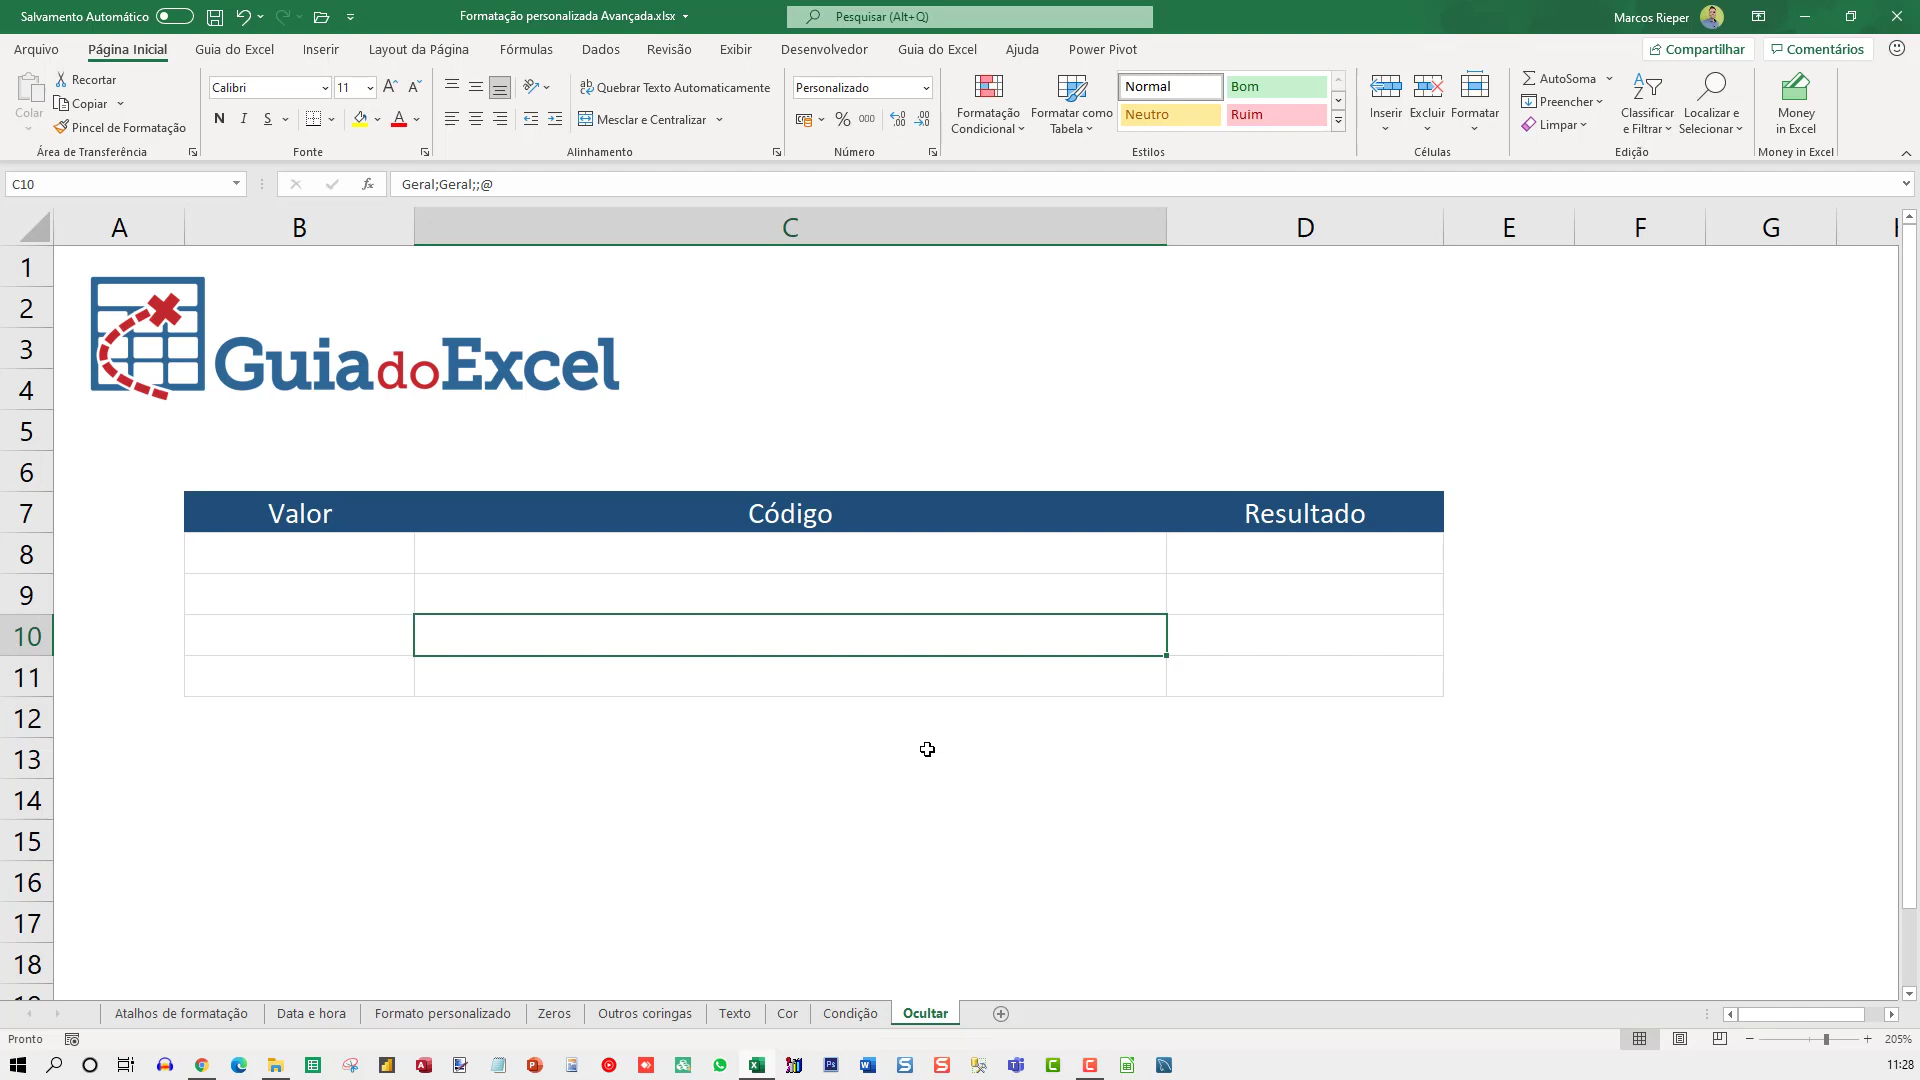 Salvamento Automático
Formatação personalizada Avançada.xlsx
Pesquisar (Alt+Q)
Marcos Rieper
Arquivo
Página Inicial
Guia do Excel
Inserir
Layout da Página
Fórmulas
Dados
Revisão
Exibir
Desenvolvedor
Guia do Excel
Ajuda
Power Pivot
Compartilhar
Comentários
Colar
Recortar
Copiar
Pincel de Formatação
Área de Transferência
Calibri
11
N I S
Fonte
Quebrar Texto Automaticamente
Mesclar e Centralizar
Alinhamento
Personalizado
% 000
Número
Formatação
Condicional
Formatar como
Tabela
Normal
Bom
Neutro
Ruim
Estilos
Inserir
Excluir
Formatar
Células
AutoSoma
Preencher
Limpar
Classificar
e Filtrar
Localizar e
Selecionar
Edição
Money
in Excel
Money in Excel
C10
fx
Geral;Geral;;@
A B C D E F G
1
2
3
4
5
6
7
8
9
10
11
12
13
14
15
16
17
18
GuiadoExcel
Valor Código Resultado
Atalhos de formatação
Data e hora
Formato personalizado
Zeros
Outros coringas
Texto
Cor
Condição
Ocultar
Pronto
205%
11:28